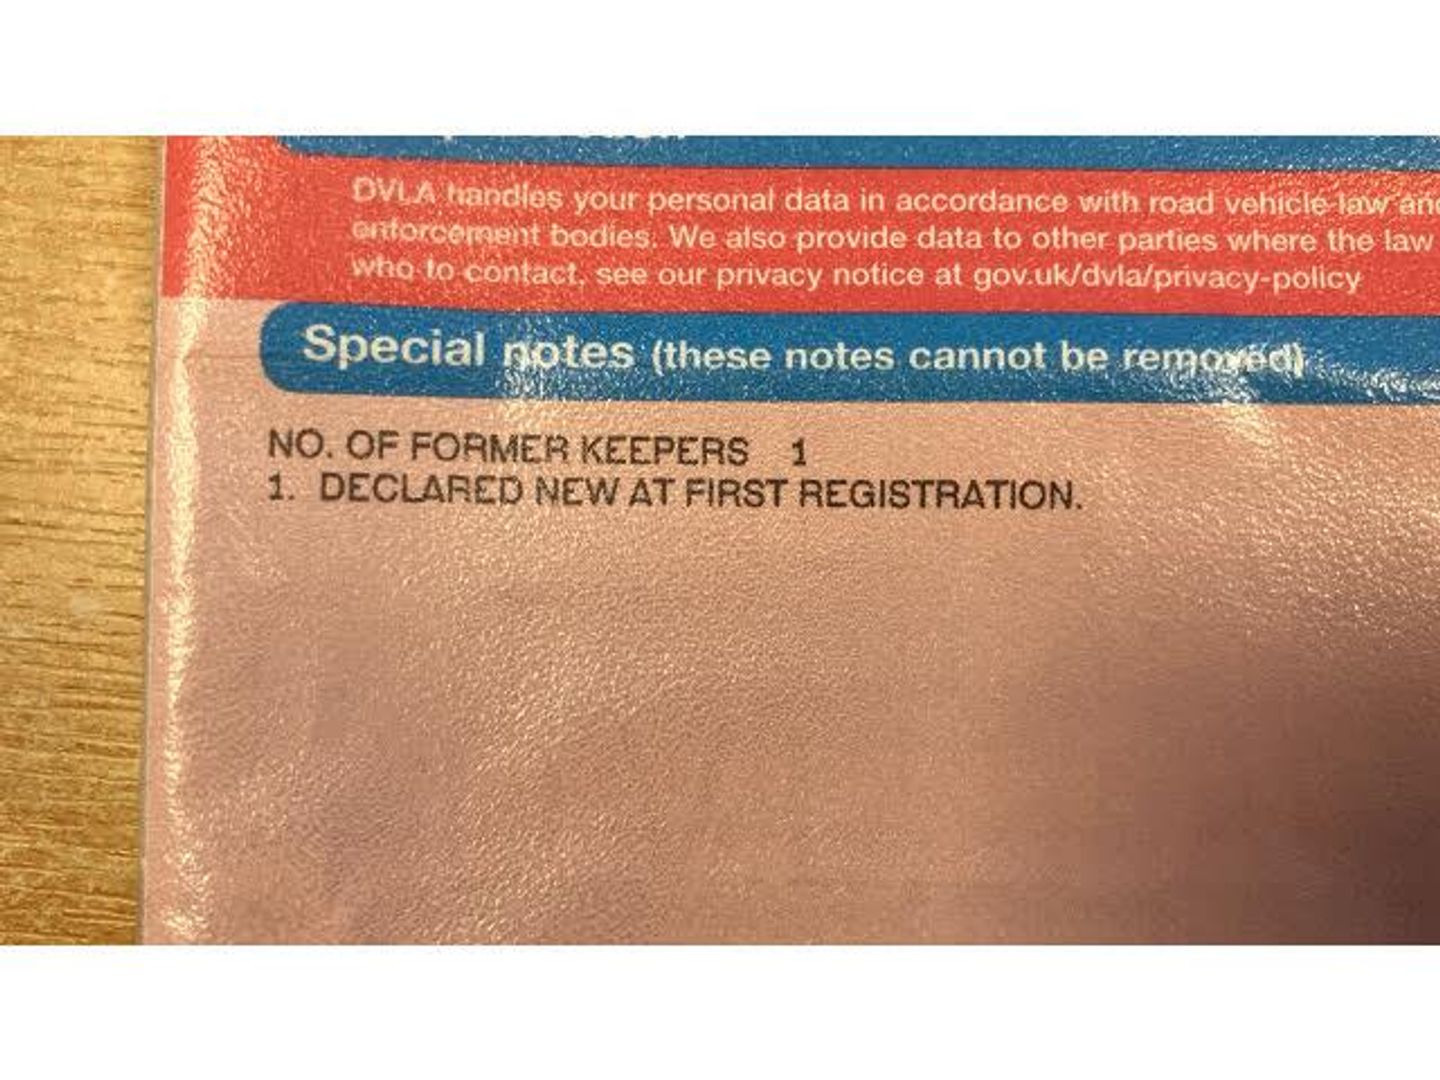 DVLA handles your personal data in accordance with road vehicle law and
enforcement bodies. We also provide data to other parties where the law
who to contact, see our privacy notice at gov.uk/dvla/privacy-policy
Special notes (these notes cannot be removed)
NO. OF FORMER KEEPERS 1
1. DECLARED NEW AT FIRST REGISTRATION.